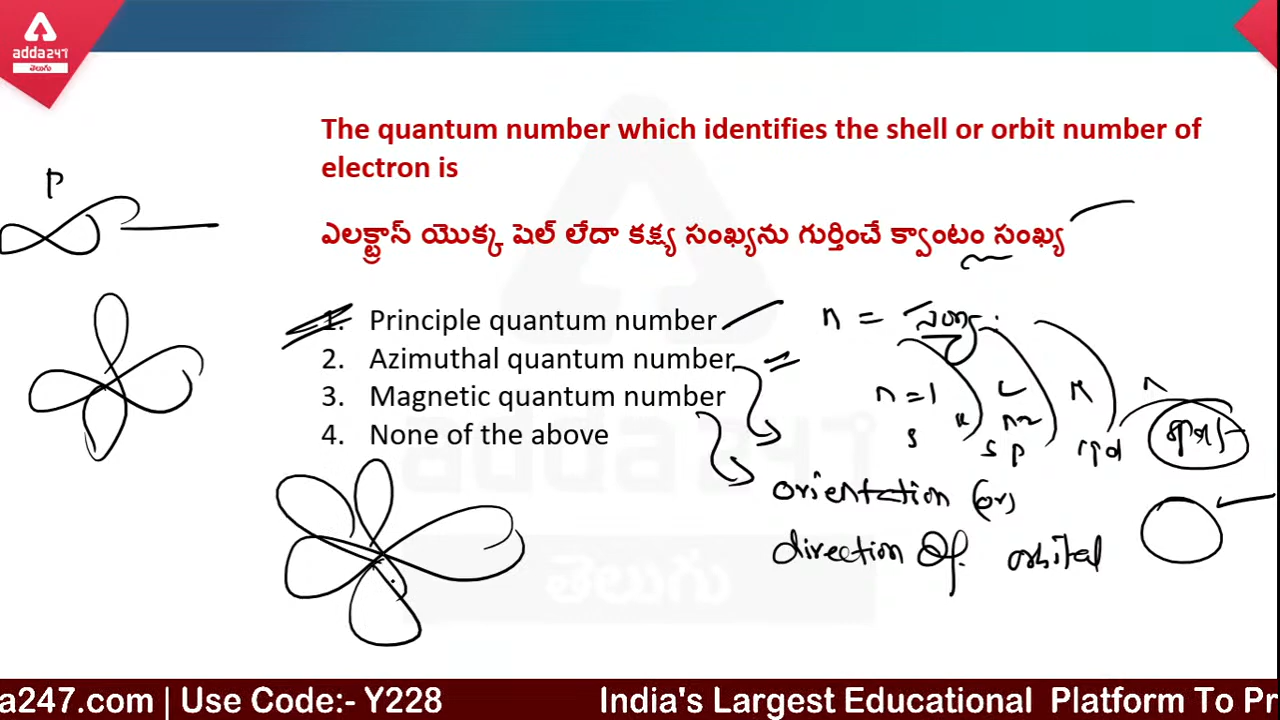 adda247
తెలుగు
The quantum number which identifies the shell or orbit number of
electron is
ఎలక్ట్రాన్ యొక్క షెల్ లేదా కక్ష్య సంఖ్యను గుర్తించే క్వాంటం సంఖ్య
P
1. Principle quantum number
n =
2. Azimuthal quantum number
3. Magnetic quantum number
n = 1
4. None of the above
s
s p
orientation (or)
direction Of orbital
adda247
తెలుగు
a247.com | Use Code:- Y228
India's Largest Educational Platform To Pr